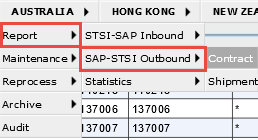 AUSTRALIA HONG KONG NEW ZEA
Report STSI-SAP Inbound
Maintenance SAP-STSI Outbound Contract
Reprocess Statistics Shipment
Archive 137006 137006 *
Audit 137007 137007 *